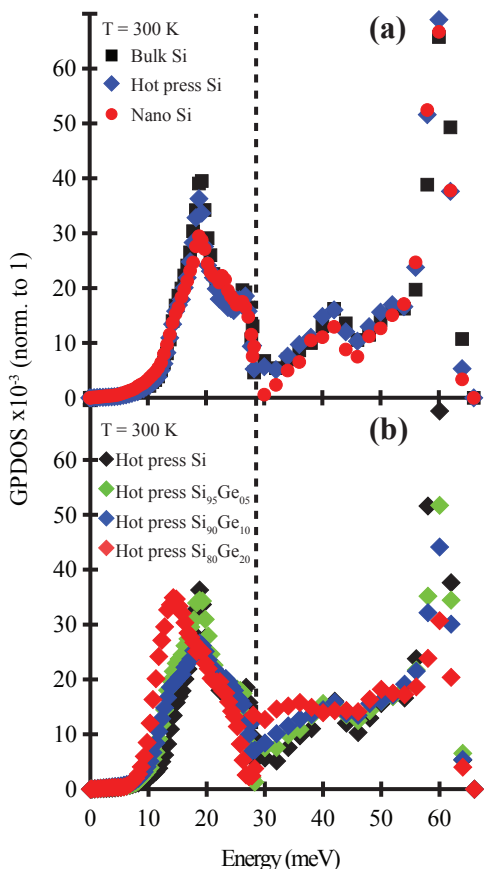 (a)
T = 300 K
Bulk Si
Hot press Si
Nano Si
70
60
50
40
30
20
10
0
GPDOS x10⁻³ (norm. to 1)
(b)
T = 300 K
Hot press Si
Hot press Si₉₅Ge₀₅
Hot press Si₉₀Ge₁₀
Hot press Si₈₀Ge₂₀
60
50
40
30
20
10
0
0 10 20 30 40 50 60
Energy (meV)